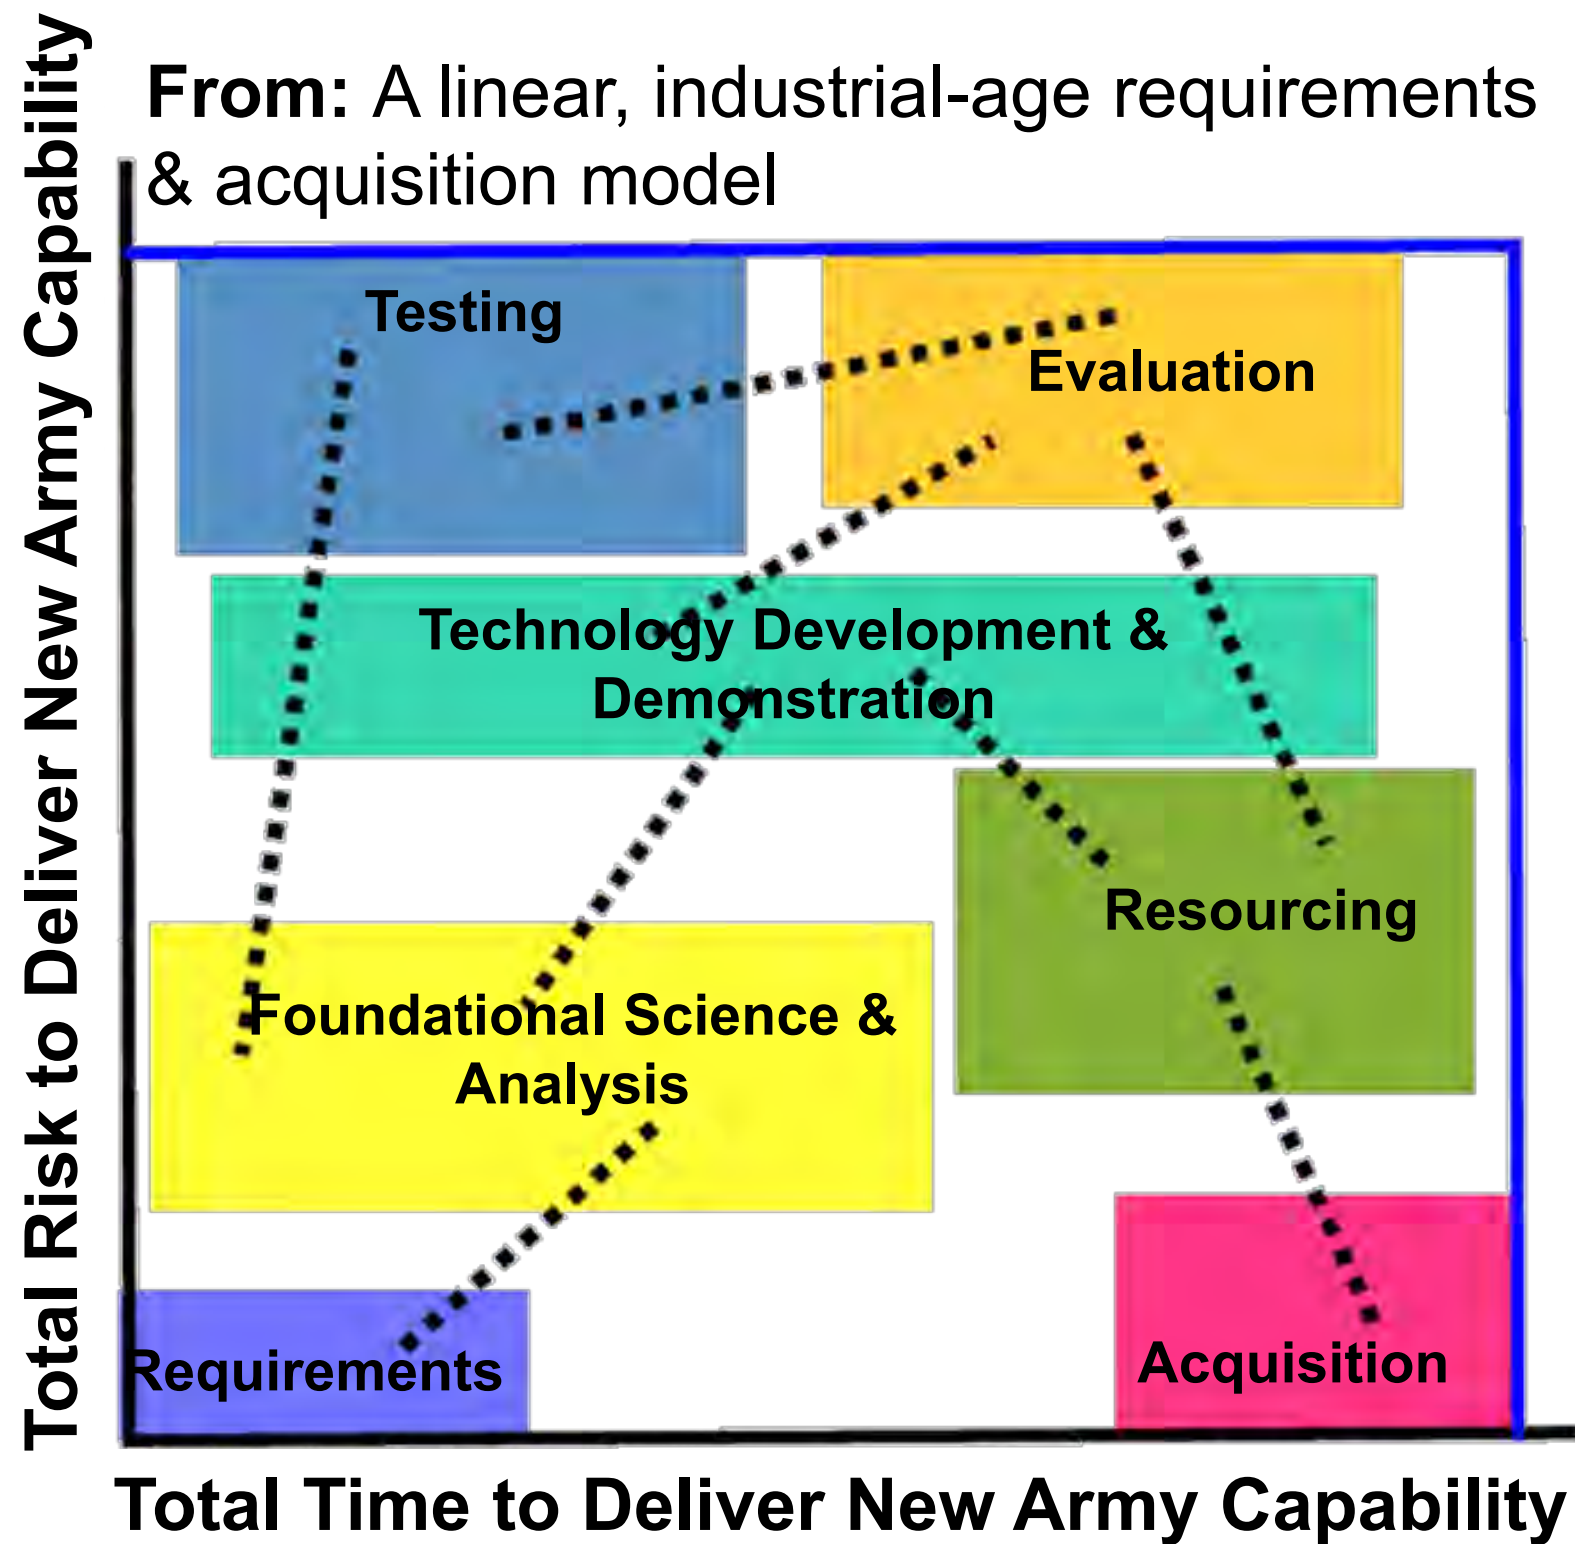 From: A linear, industrial-age requirements
& acquisition model
Total Risk to Deliver New Army Capability
Testing
Evaluation
Technology Development &
Demonstration
Resourcing
Foundational Science &
Analysis
Requirements
Acquisition
Total Time to Deliver New Army Capability